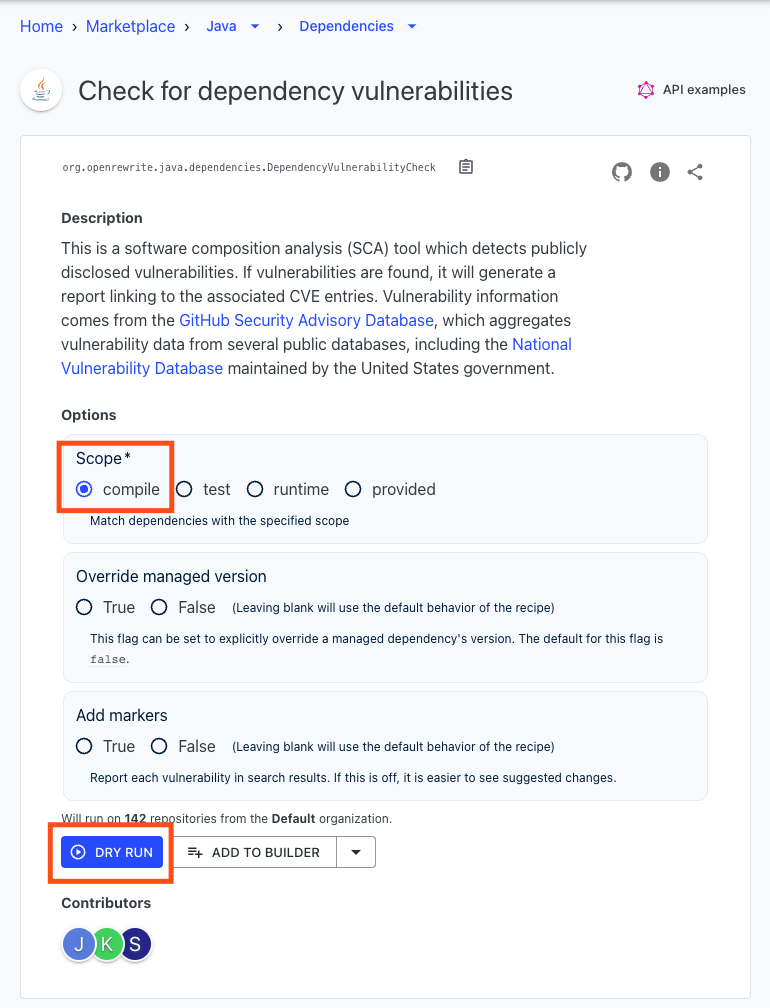 Home › Marketplace › Java › Dependencies
Check for dependency vulnerabilities
API examples
org.openrewrite.java.dependencies.DependencyVulnerabilityCheck
Description
This is a software composition analysis (SCA) tool which detects publicly
disclosed vulnerabilities. If vulnerabilities are found, it will generate a
report linking to the associated CVE entries. Vulnerability information
comes from the GitHub Security Advisory Database, which aggregates
vulnerability data from several public databases, including the National
Vulnerability Database maintained by the United States government.
Options
Scope*
compile test runtime provided
Match dependencies with the specified scope
Override managed version
True False (Leaving blank will use the default behavior of the recipe)
This flag can be set to explicitly override a managed dependency's version. The default for this flag is
false.
Add markers
True False (Leaving blank will use the default behavior of the recipe)
Report each vulnerability in search results. If this is off, it is easier to see suggested changes.
Will run on 142 repositories from the Default organization.
DRY RUN ADD TO BUILDER
Contributors
J K S